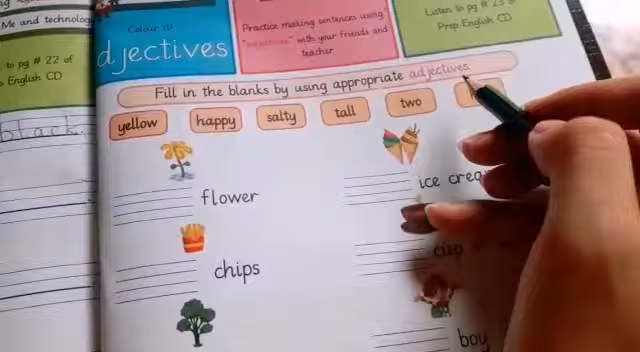 Me and technology
to pg # 22 of
English CD
black
Colour it!
djectives
Practice making sentences using
"adjectives" with your friends and
teacher
Listen to pg # 23 of
Prep English CD
Fill in the blanks by using appropriate adjectives
yellow
happy
salty
tall
two
flower
ice crea
chips
cup
boy